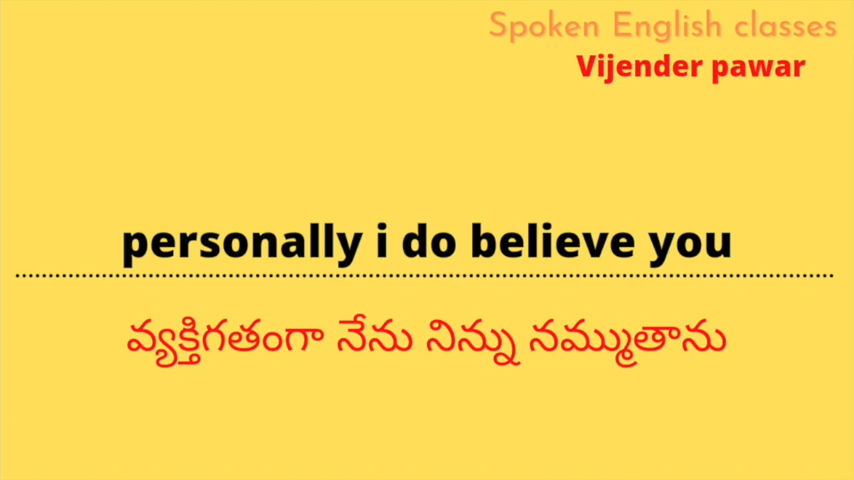 Spoken English classes
Vijender pawar
personally i do believe you
వ్యక్తిగతంగా నేను నిన్ను నమ్ముతాను